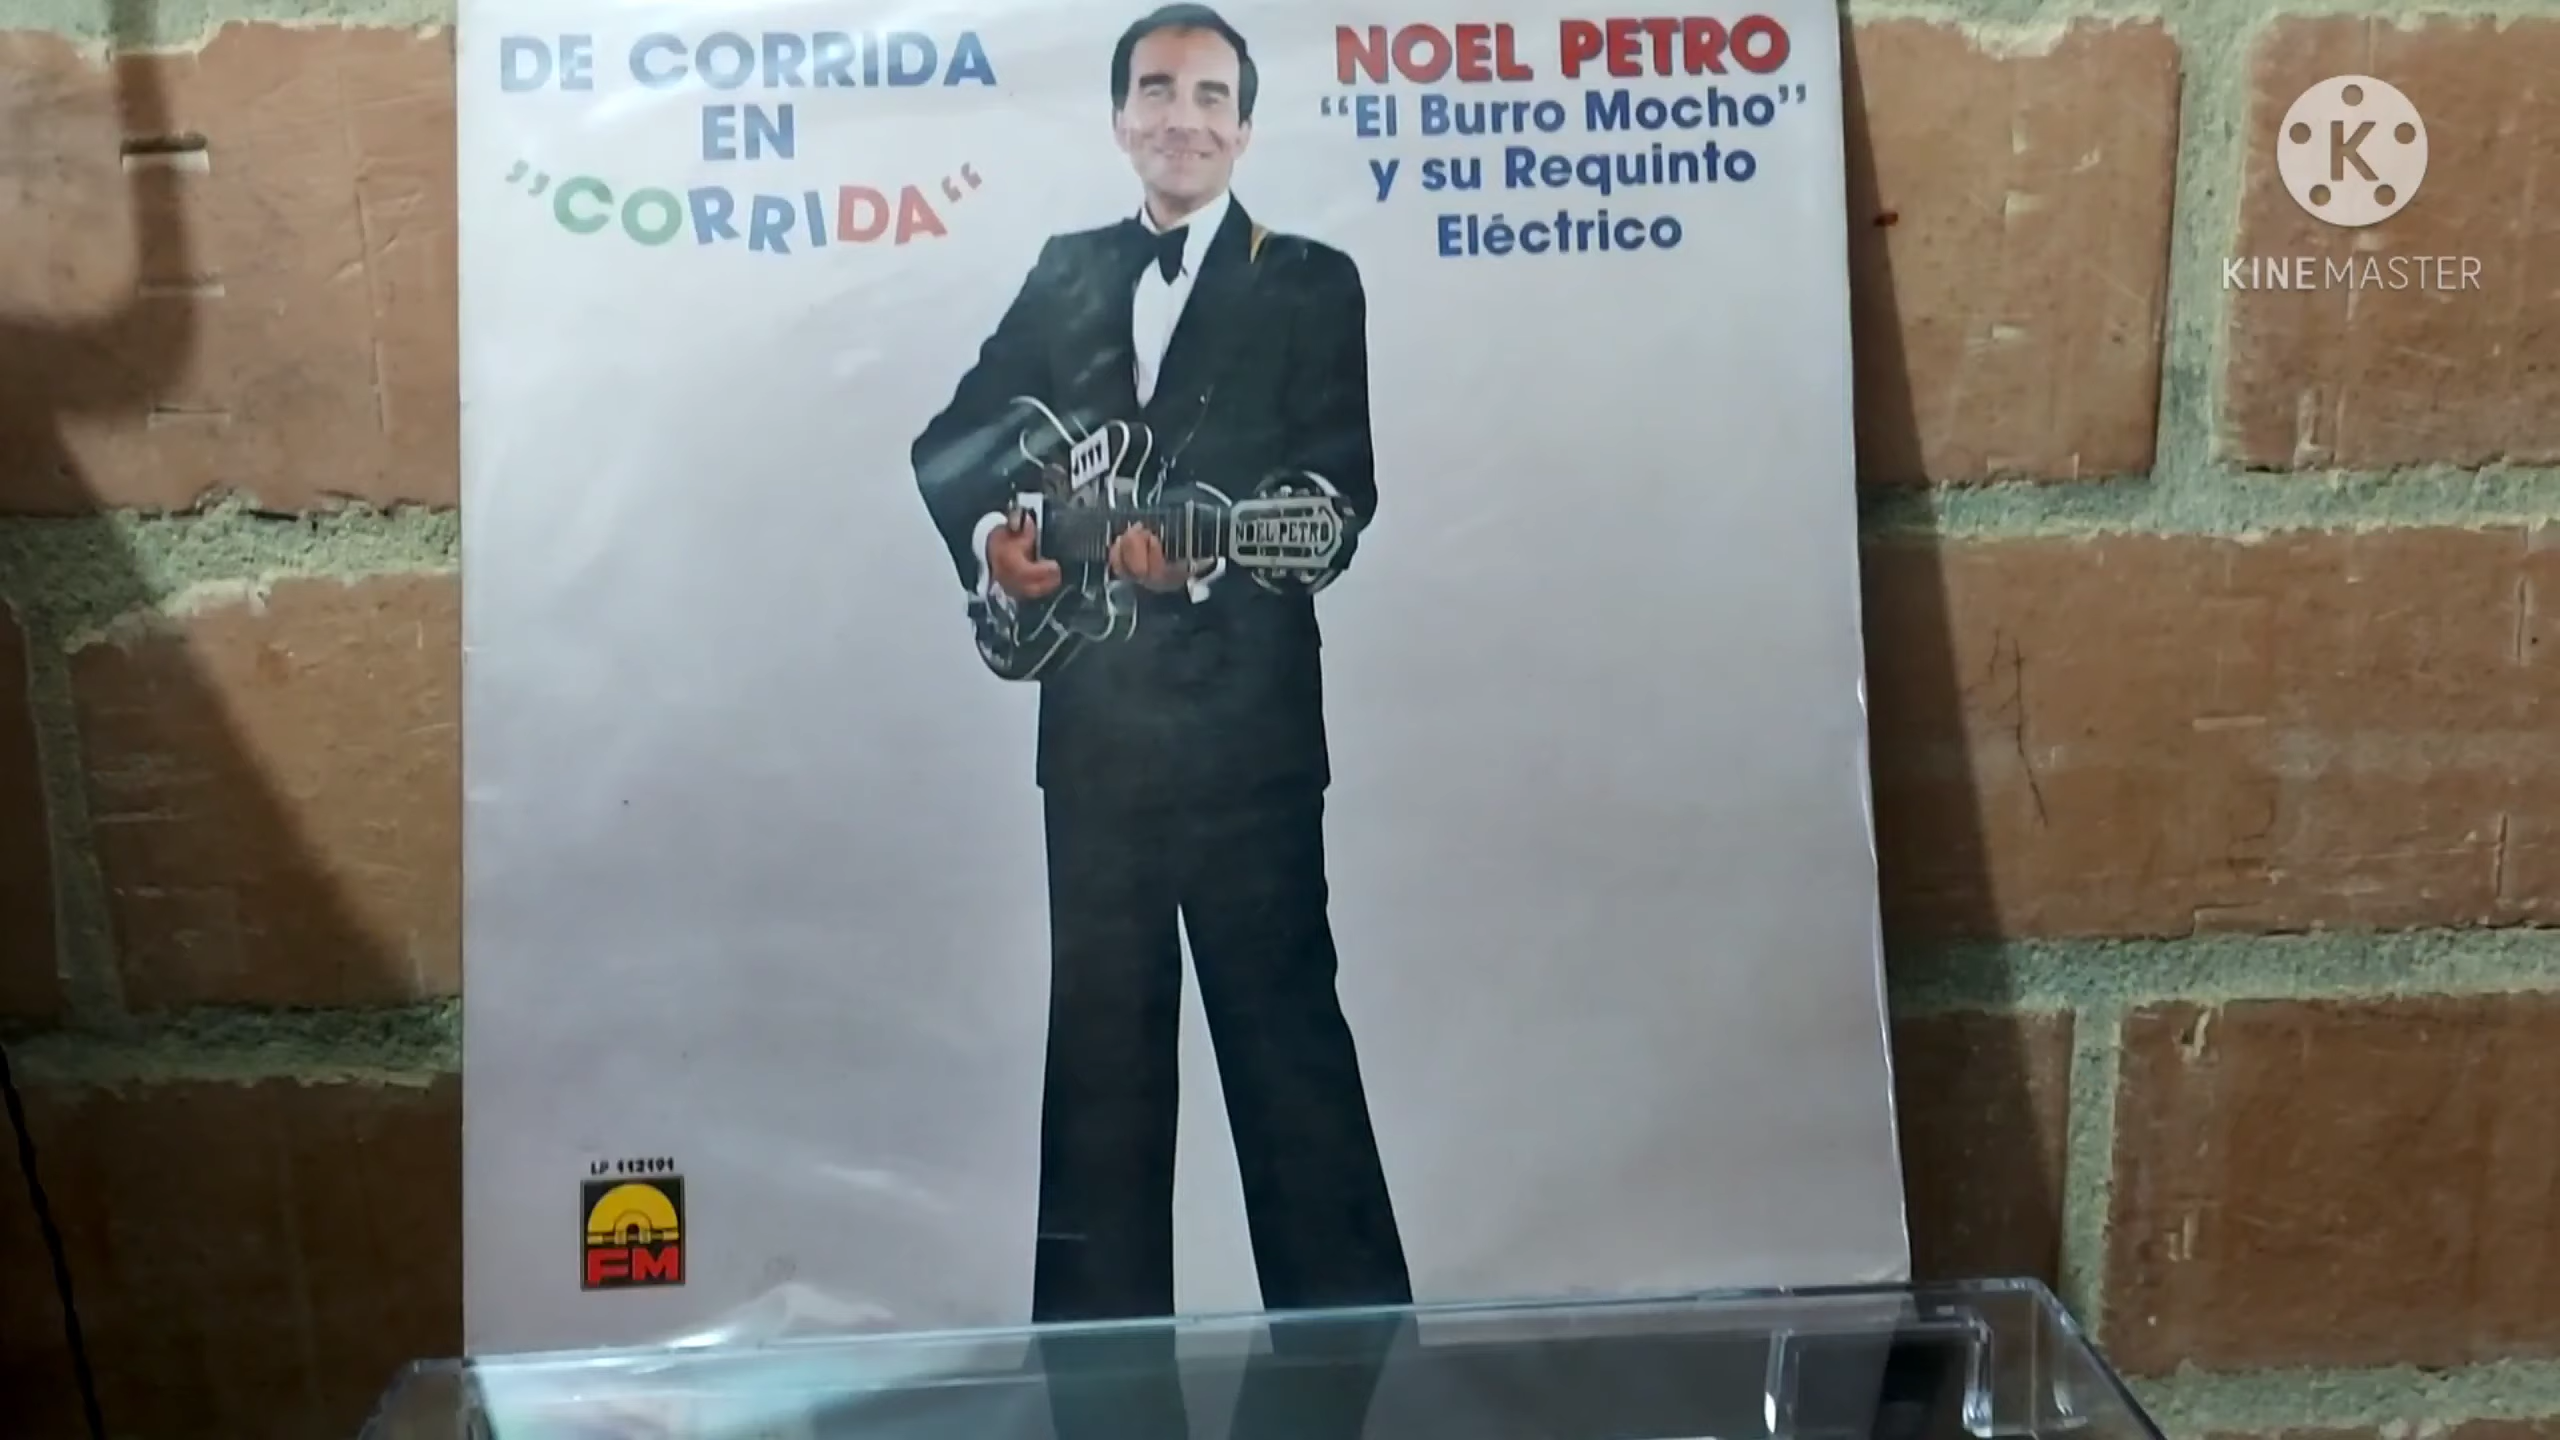 DE CORRIDA
EN
”CORRIDA“
NOEL PETRO
“El Burro Mocho”
y su Requinto
Eléctrico
K
KINEMASTER
NOEL PETRO
LP 112191
FM